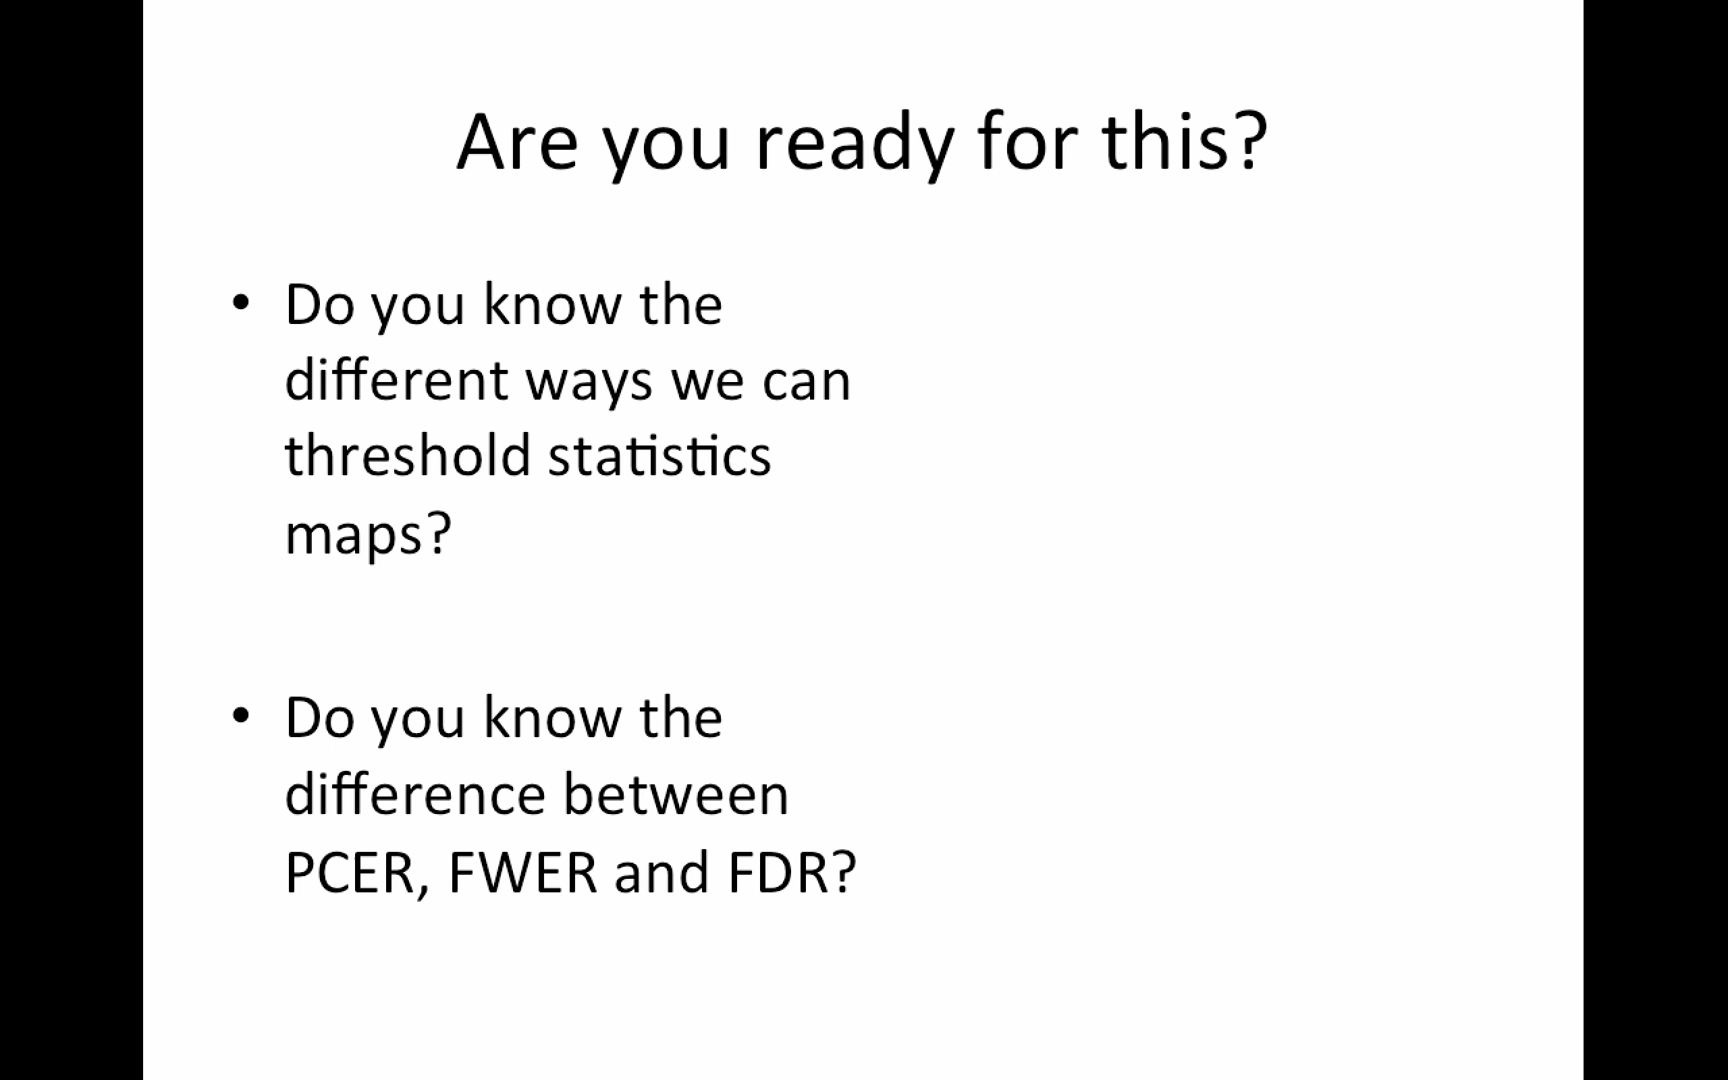 Are you ready for this?
• Do you know the
different ways we can
threshold statistics
maps?
• Do you know the
difference between
PCER, FWER and FDR?